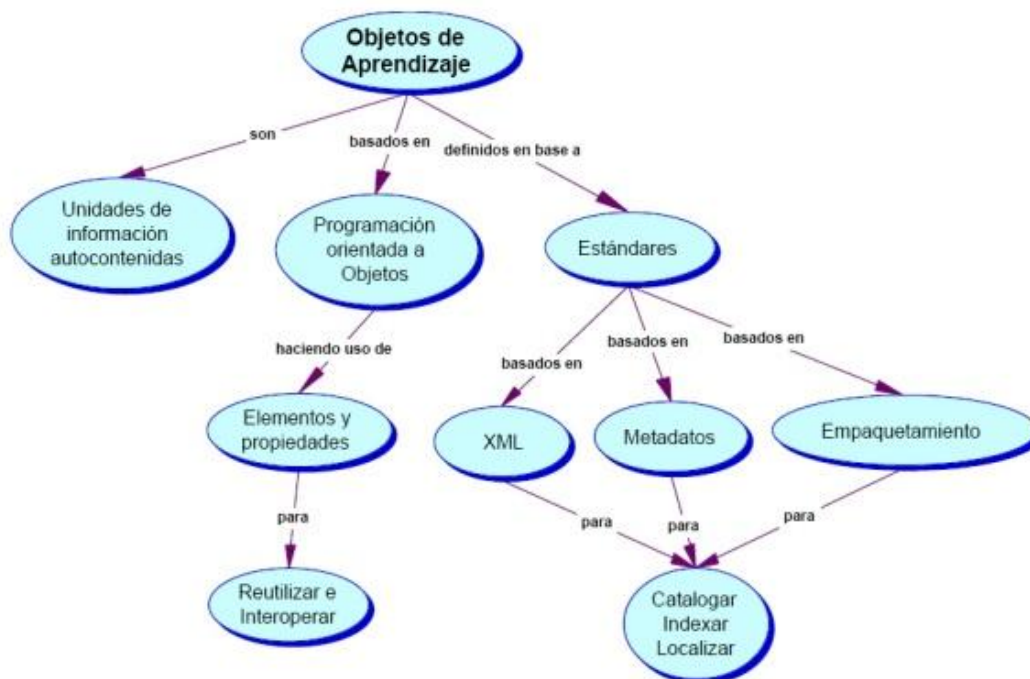 Objetos de
Aprendizaje
son
basados en
definidos en base a
Unidades de
información
autocontenidas
Programación
orientada a
Objetos
Estándares
haciendo uso de
basados en
basados en
basados en
Elementos y
propiedades
XML
Metadatos
Empaquetamiento
para
para
para
para
Reutilizar e
Interoperar
Catalogar
Indexar
Localizar